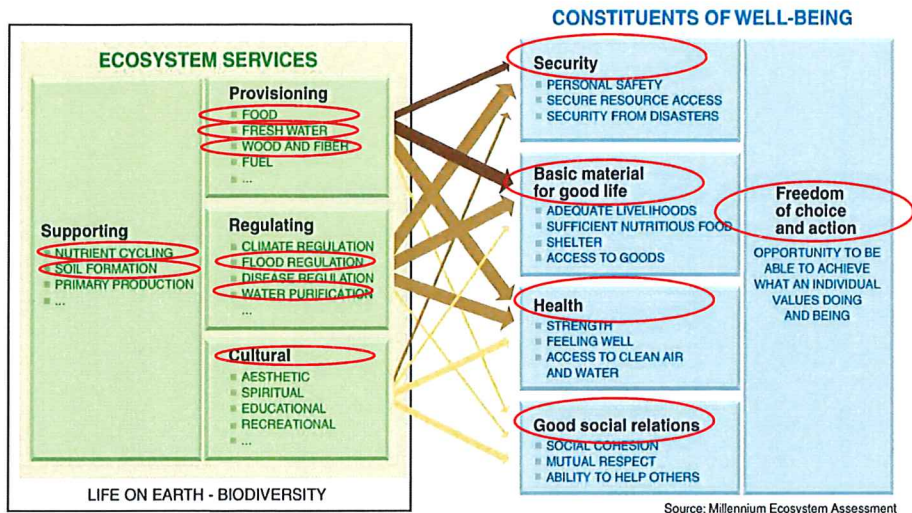 CONSTITUENTS OF WELL-BEING
ECOSYSTEM SERVICES
Provisioning
FOOD
FRESH WATER
WOOD AND FIBER
FUEL
...
Supporting
NUTRIENT CYCLING
SOIL FORMATION
PRIMARY PRODUCTION
...
Regulating
CLIMATE REGULATION
FLOOD REGULATION
DISEASE REGULATION
WATER PURIFICATION
...
Cultural
AESTHETIC
SPIRITUAL
EDUCATIONAL
RECREATIONAL
...
LIFE ON EARTH - BIODIVERSITY
Security
PERSONAL SAFETY
SECURE RESOURCE ACCESS
SECURITY FROM DISASTERS
Basic material
for good life
ADEQUATE LIVELIHOODS
SUFFICIENT NUTRITIOUS FOOD
SHELTER
ACCESS TO GOODS
Health
STRENGTH
FEELING WELL
ACCESS TO CLEAN AIR
AND WATER
Good social relations
SOCIAL COHESION
MUTUAL RESPECT
ABILITY TO HELP OTHERS
Freedom
of choice
and action
OPPORTUNITY TO BE
ABLE TO ACHIEVE
WHAT AN INDIVIDUAL
VALUES DOING
AND BEING
Source: Millennium Ecosystem Assessment